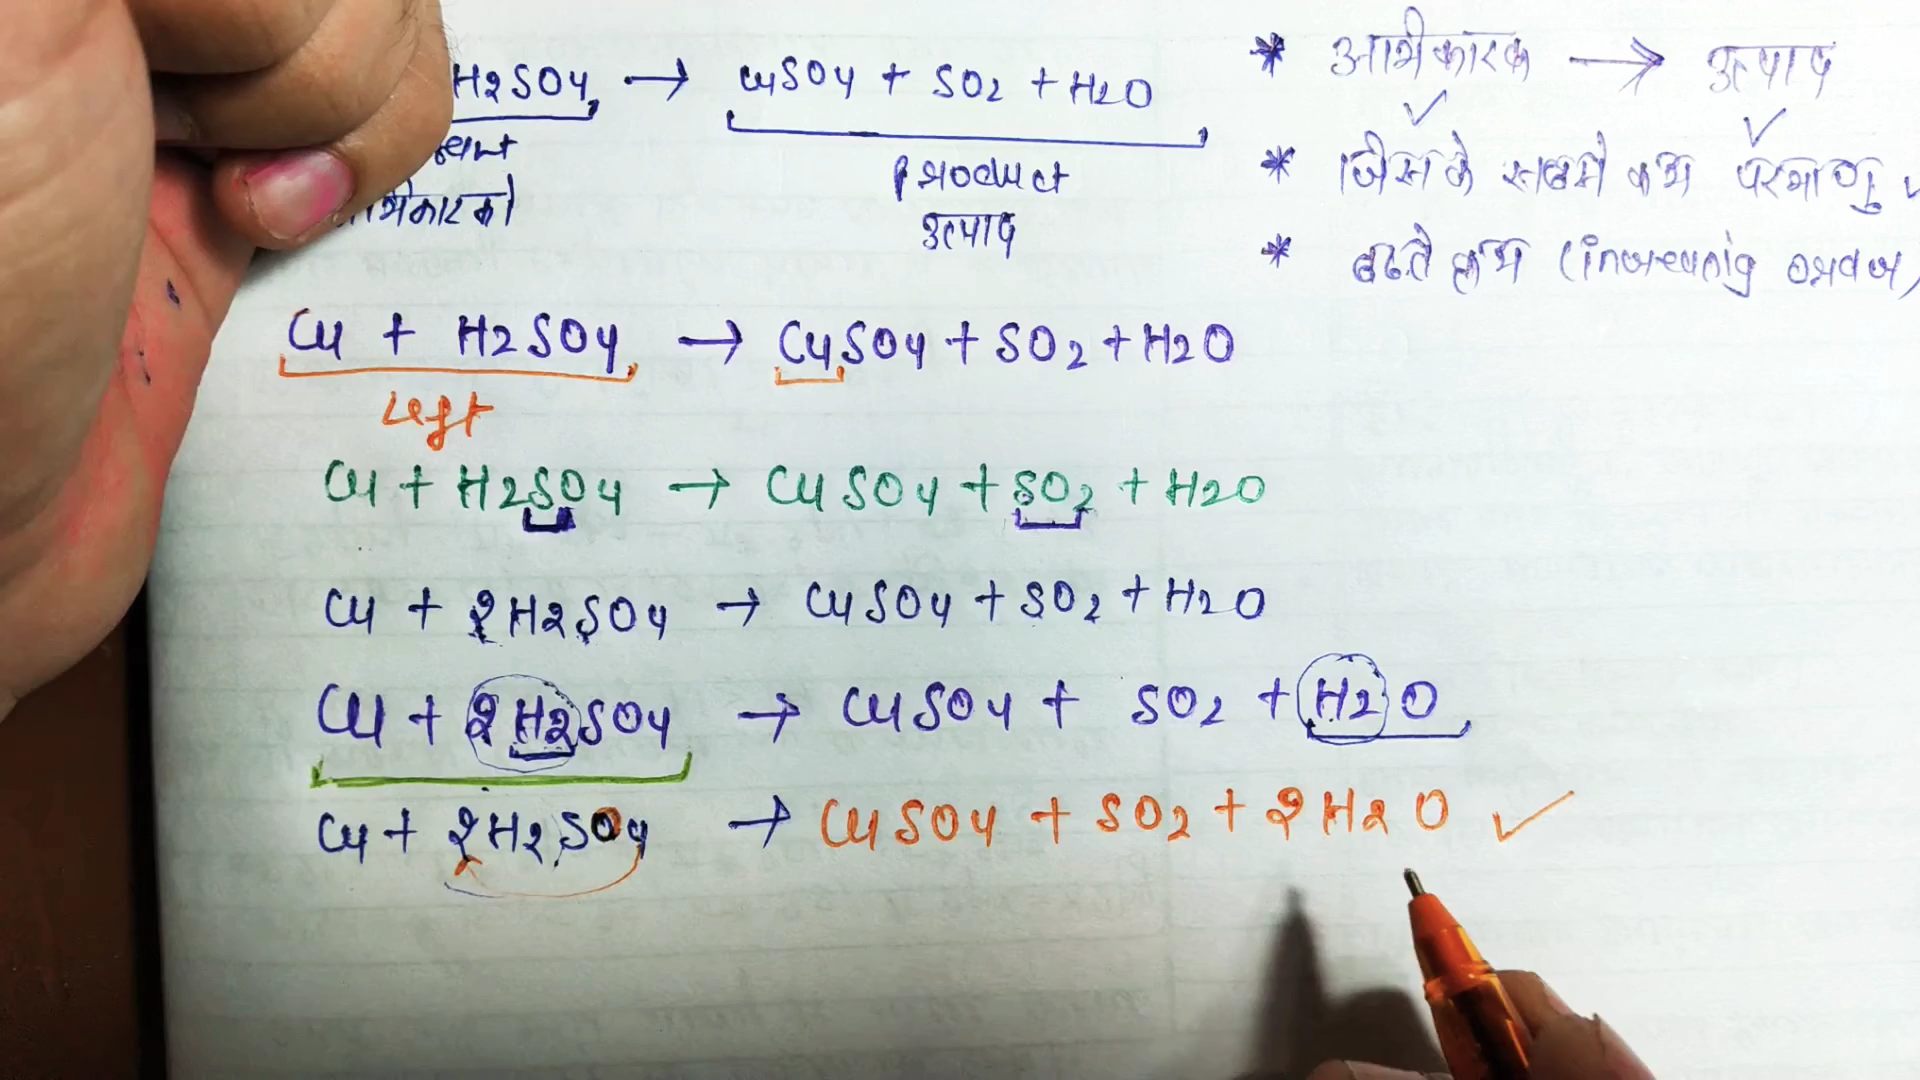 H2SO4 → CuSO4 + SO2 + H2O
product
उत्पाद
* अभिकारक → उत्पाद
* जिसके सबसे कम परमाणु
* बढ़ते क्रम
Cu + H2SO4 → CuSO4 + SO2 + H2O
Left
Cu + H2SO4 → CuSO4 + SO2 + H2O
Cu + 2H2SO4 → CuSO4 + SO2 + H2O
Cu + 2H2SO4 → CuSO4 + SO2 + H2O
Cu + 2H2SO4 → CuSO4 + SO2 + 2H2O ✓